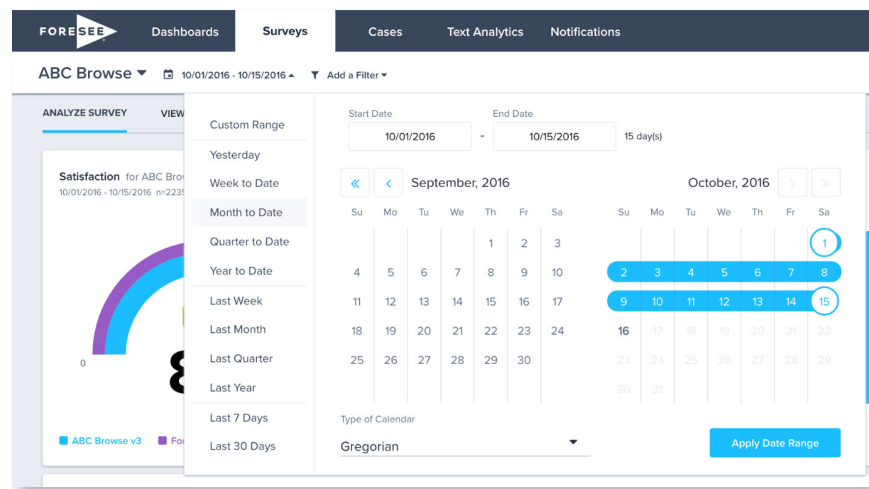 FORESEE Dashboards Surveys Cases Text Analytics Notifications
ABC Browse 10/01/2016 - 10/15/2016 Add a Filter
ANALYZE SURVEY VIEW
Satisfaction for ABC Brow
10/01/2016 - 10/15/2016 n=2235
0
8
ABC Browse v3 For
Custom Range
Yesterday
Week to Date
Month to Date
Quarter to Date
Year to Date
Last Week
Last Month
Last Quarter
Last Year
Last 7 Days
Last 30 Days
Start Date End Date
10/01/2016 - 10/15/2016 15 day(s)
« < September, 2016
Su Mo Tu We Th Fr Sa
1 2 3
4 5 6 7 8 9 10
11 12 13 14 15 16 17
18 19 20 21 22 23 24
25 26 27 28 29 30
October, 2016 > »
Su Mo Tu We Th Fr Sa
1
2 3 4 5 6 7 8
9 10 11 12 13 14 15
16 17 18 19 20 21 22
23 24 25 26 27 28 29
30 31
Type of Calendar
Gregorian
Apply Date Range